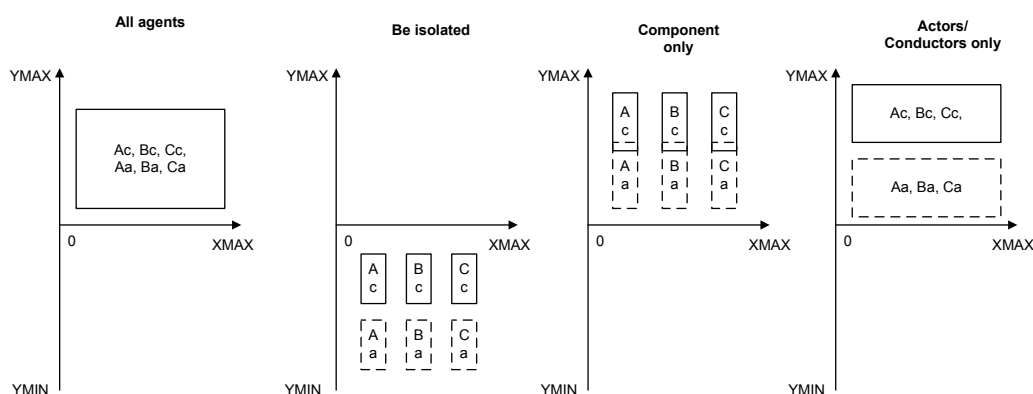 All agents
YMAX
Ac, Bc, Cc,
Aa, Ba, Ca
0
XMAX
YMIN
Be isolated
YMAX
0
XMAX
A
c
B
c
C
c
A
a
B
a
C
a
YMIN
Component
only
YMAX
A
c
B
c
C
c
A
a
B
a
C
a
0
XMAX
YMIN
Actors/
Conductors only
YMAX
Ac, Bc, Cc,
Aa, Ba, Ca
0
XMAX
YMIN